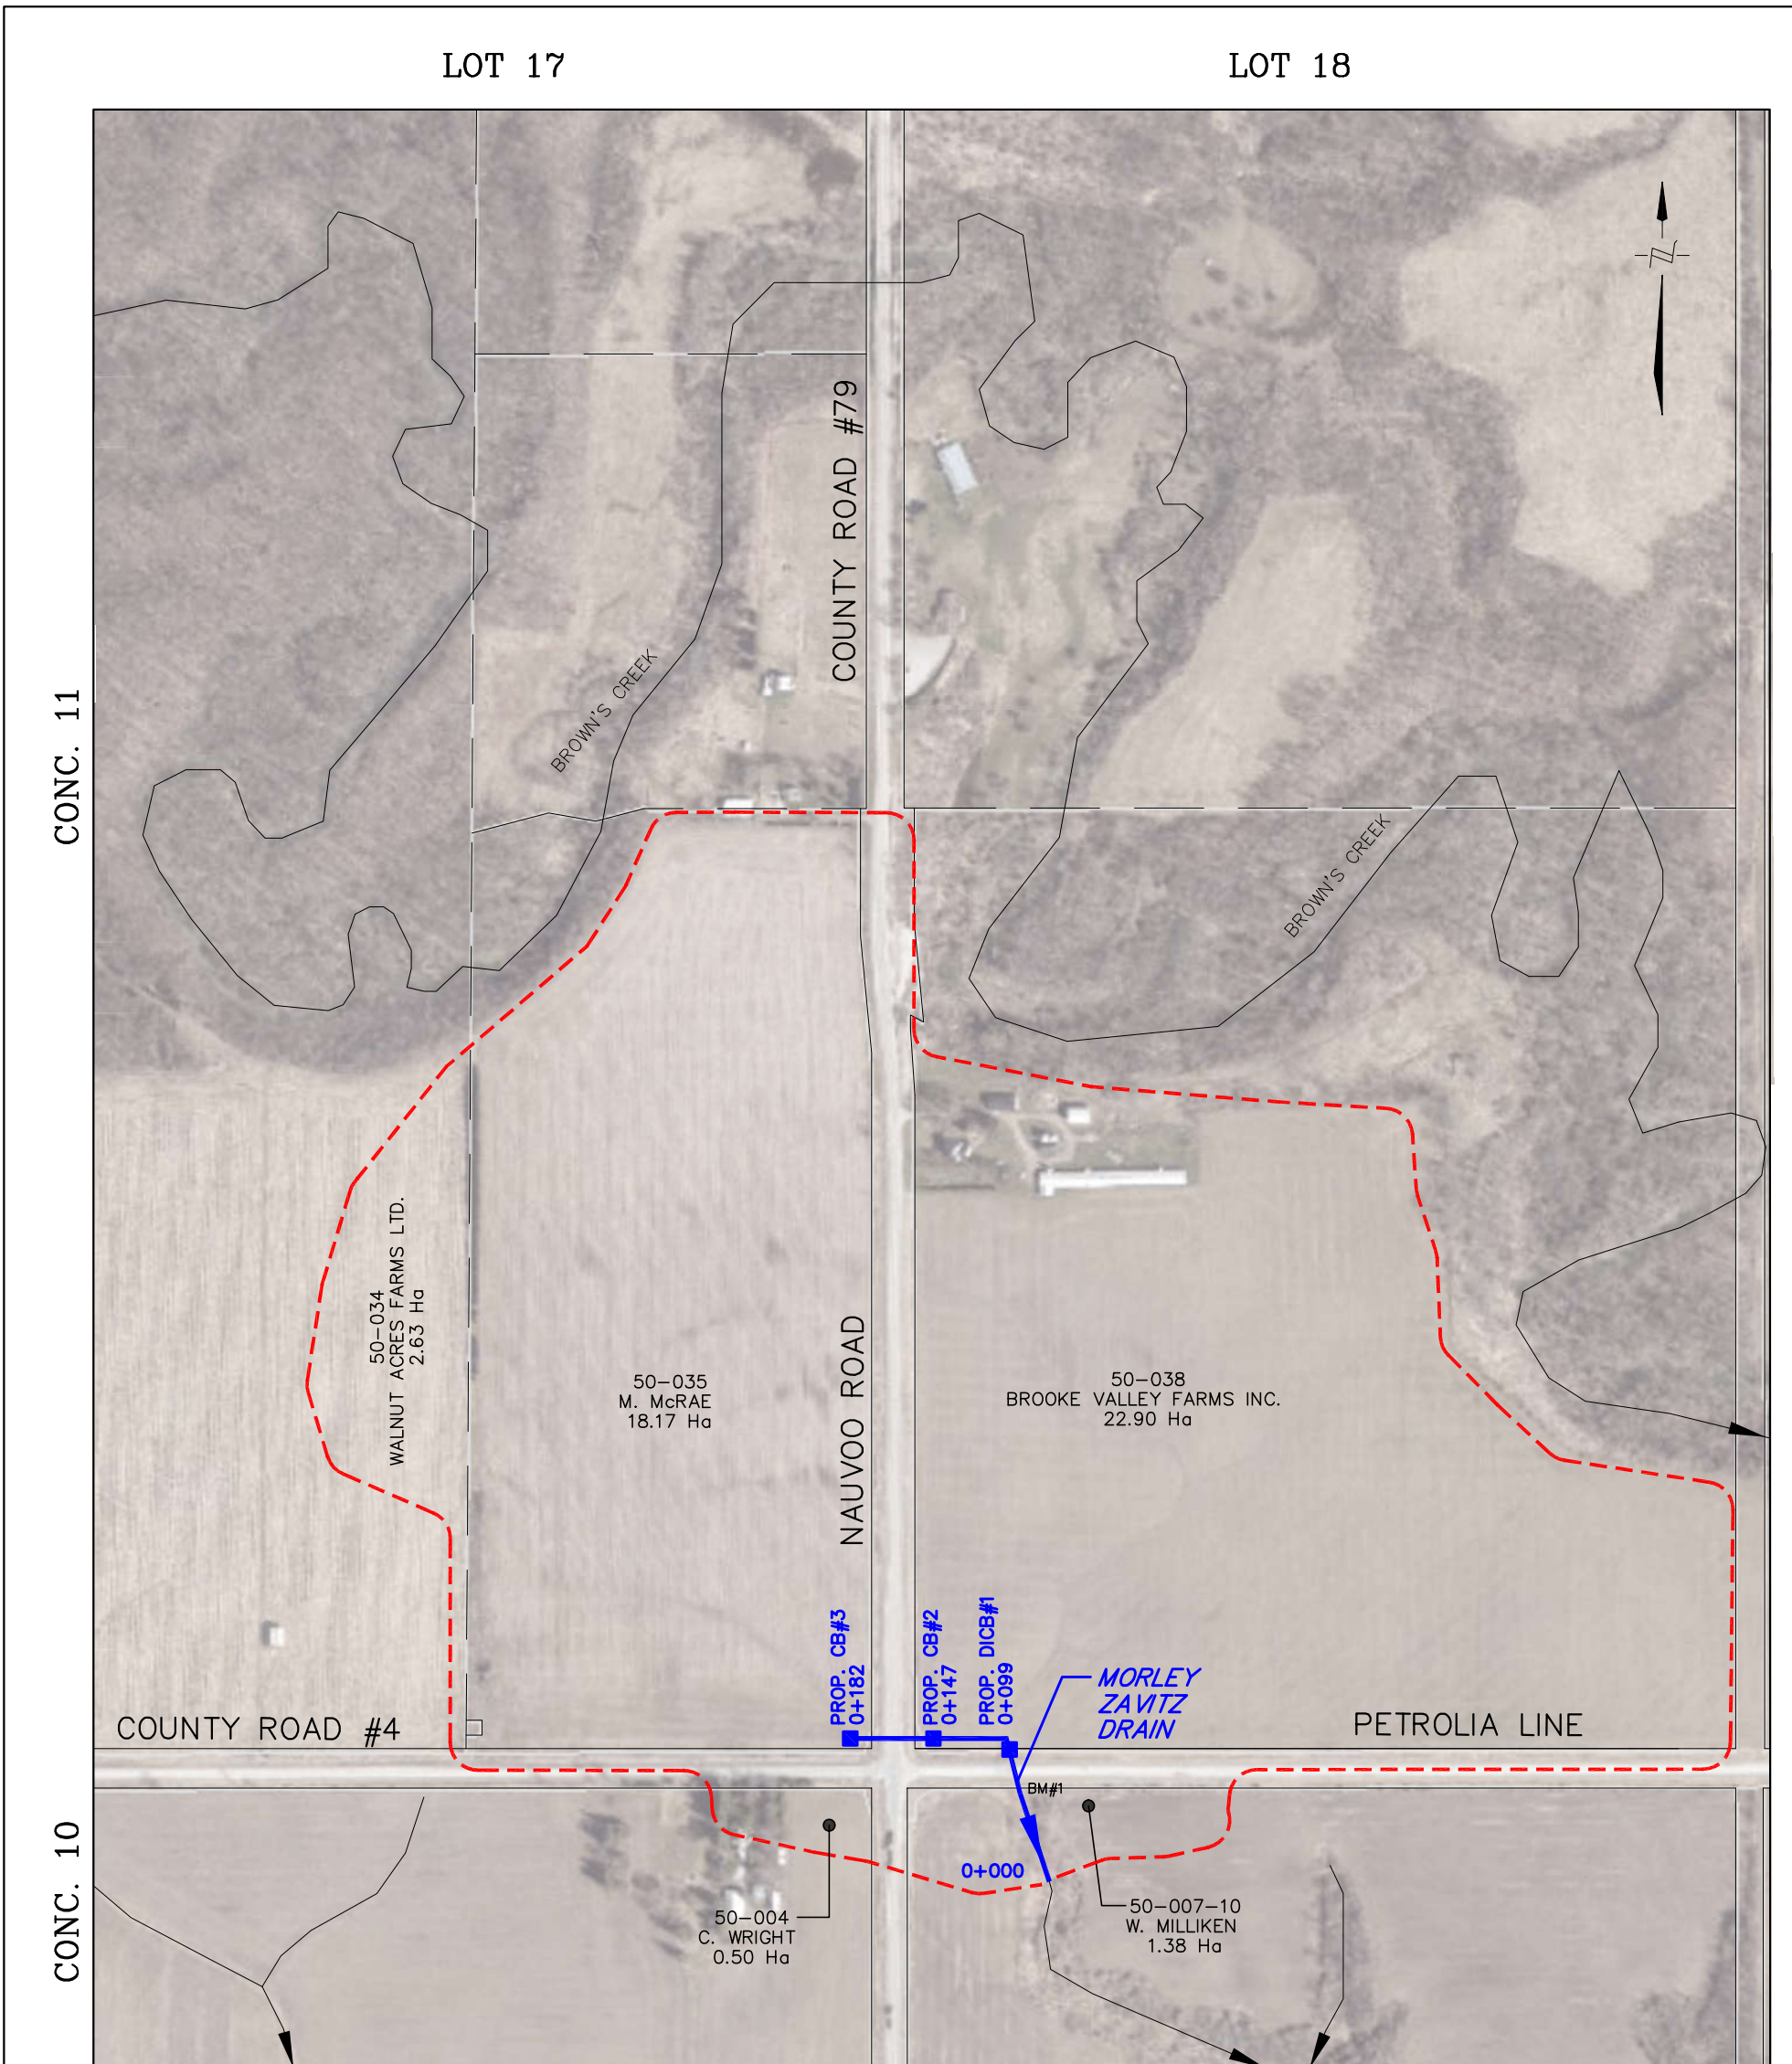 LOT 17
LOT 18
CONC. 11
COUNTY ROAD #79
BROWN'S CREEK
BROWN'S CREEK
50-034
WALNUT ACRES FARMS LTD.
2.63 Ha
50-035
M. McRAE
18.17 Ha
NAUVOO ROAD
50-038
BROOKE VALLEY FARMS INC.
22.90 Ha
PROP. CB#3
0+182
PROP. CB#2
0+147
PROP. DICB#1
0+099
MORLEY
ZAVITZ
DRAIN
COUNTY ROAD #4
PETROLIA LINE
BM#1
CONC. 10
0+000
50-004
C. WRIGHT
0.50 Ha
50-007-10
W. MILLIKEN
1.38 Ha